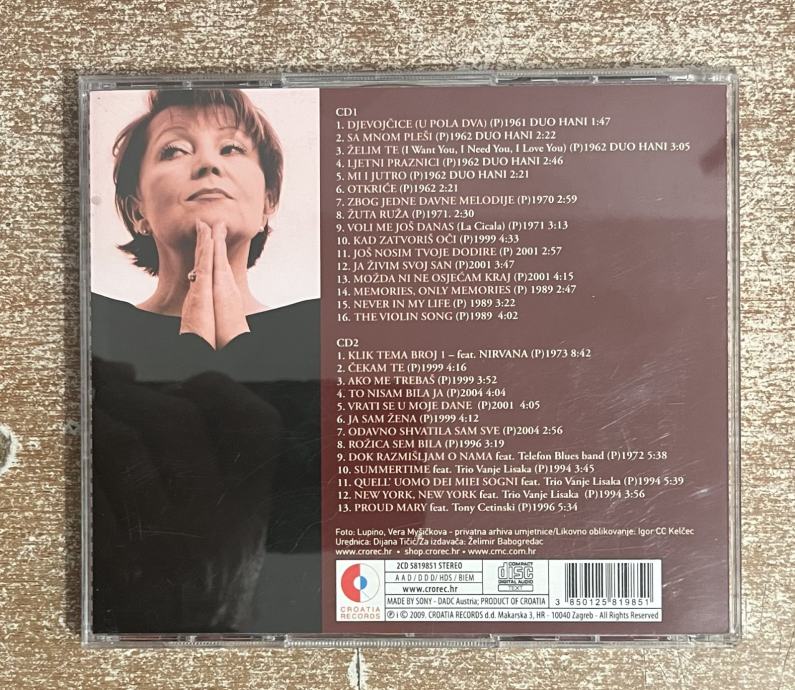 CD1
1. DJEVOJČICE (U POLA DVA) (P)1961 DUO HANI 1:47
2. SA MNOM PLEŠI (P)1962 DUO HANI 2:22
3. ŽELIM TE (I Want You, I Need You, I Love You) (P)1962 DUO HANI 3:05
4. LJETNI PRAZNICI (P)1962 DUO HANI 2:46
5. MI I JUTRO (P)1962 DUO HANI 2:21
6. OTKRIĆE (P)1962 2:21
7. ZBOG JEDNE DAVNE MELODIJE (P)1970 2:59
8. ŽUTA RUŽA (P)1971. 2:30
9. VOLI ME JOŠ DANAS (La Cicala) (P)1971 3:13
10. KAD ZATVORIŠ OČI (P)1999 4:33
11. JOŠ NOSIM TVOJE DODIRE (P) 2001 2:57
12. JA ŽIVIM SVOJ SAN (P)2001 3:47
13. MOŽDA NI NE OSJEĆAM KRAJ (P)2001 4:15
14. MEMORIES, ONLY MEMORIES (P) 1989 2:47
15. NEVER IN MY LIFE (P) 1989 3:22
16. THE VIOLIN SONG (P)1989 4:02
CD2
1. KLIK TEMA BROJ 1 – feat. NIRVANA (P)1973 8:42
2. ČEKAM TE (P)1999 4:16
3. AKO ME TREBAŠ (P)1999 3:52
4. TO NISAM BILA JA (P)2004 4:04
5. VRATI SE U MOJE DANE (P)2001 4:05
6. JA SAM ŽENA (P)1999 4:12
7. ODAVNO SHVATILA SAM SVE (P)2004 2:56
8. ROŽICA SEM BILA (P)1996 3:19
9. DOK RAZMIŠLJAM O NAMA feat. Telefon Blues band (P)1972 5:38
10. SUMMERTIME feat. Trio Vanje Lisaka (P)1994 3:45
11. QUELL' UOMO DEI MIEI SOGNI feat. Trio Vanje Lisaka (P)1994 5:39
12. NEW YORK, NEW YORK feat. Trio Vanje Lisaka (P)1994 3:56
13. PROUD MARY feat. Tony Cetinski (P)1996 5:34
Foto: Lupino, Vera Myšičkova - privatna arhiva umjetnice/Likovno oblikovanje: Igor CC Kelčec
Urednica: Dijana Tičić/Za izdavača: Želimir Babogredac
www.crorec.hr • shop.crorec.hr • www.cmc.com.hr
CROATIA
RECORDS
2CD 5819851 STEREO
A A D / D D D / HDS / BIEM
www.crorec.hr
COMPACT
disc
DIGITAL AUDIO
TEXT
MADE BY SONY - DADC Austria; PRODUCT OF CROATIA
3 850125 819851
Ⓟ i © 2009. CROATIA RECORDS d.d. Makarska 3, HR - 10040 Zagreb - All Rights Reserved